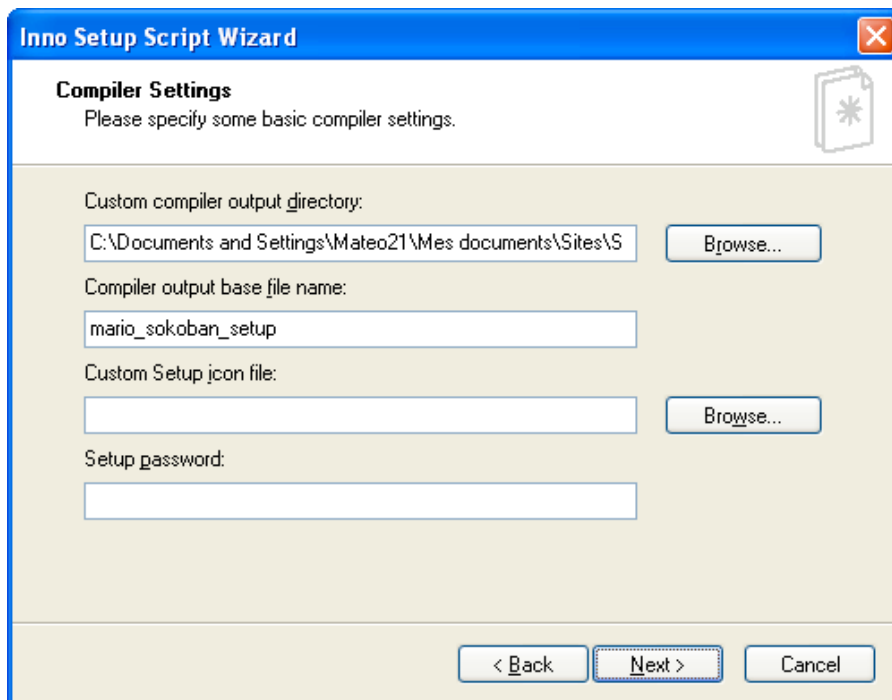 Inno Setup Script Wizard
Compiler Settings
Please specify some basic compiler settings.
Custom compiler output directory:
C:\Documents and Settings\Mateo21\Mes documents\Sites\S
Browse...
Compiler output base file name:
mario_sokoban_setup
Custom Setup icon file:
Browse...
Setup password:
< Back
Next >
Cancel